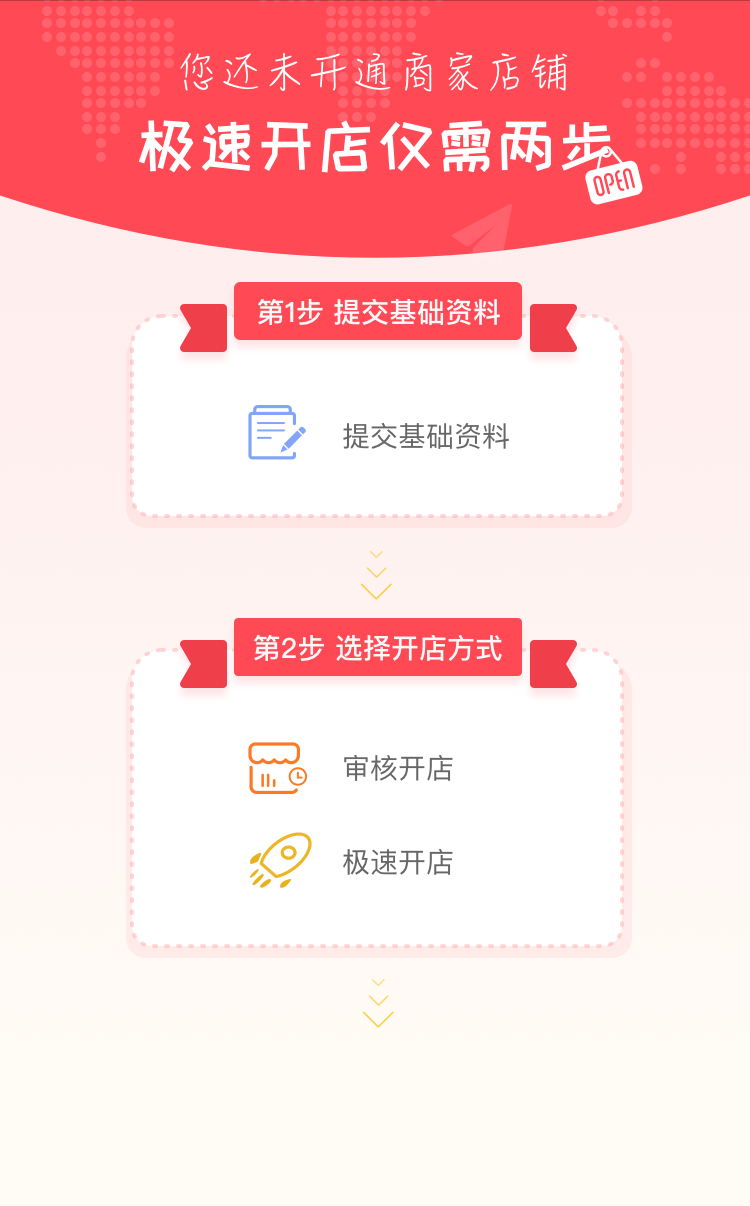 您还未开通商家店铺
极速开店仅需两步
OPEN
第1步 提交基础资料
提交基础资料
第2步 选择开店方式
审核开店
极速开店